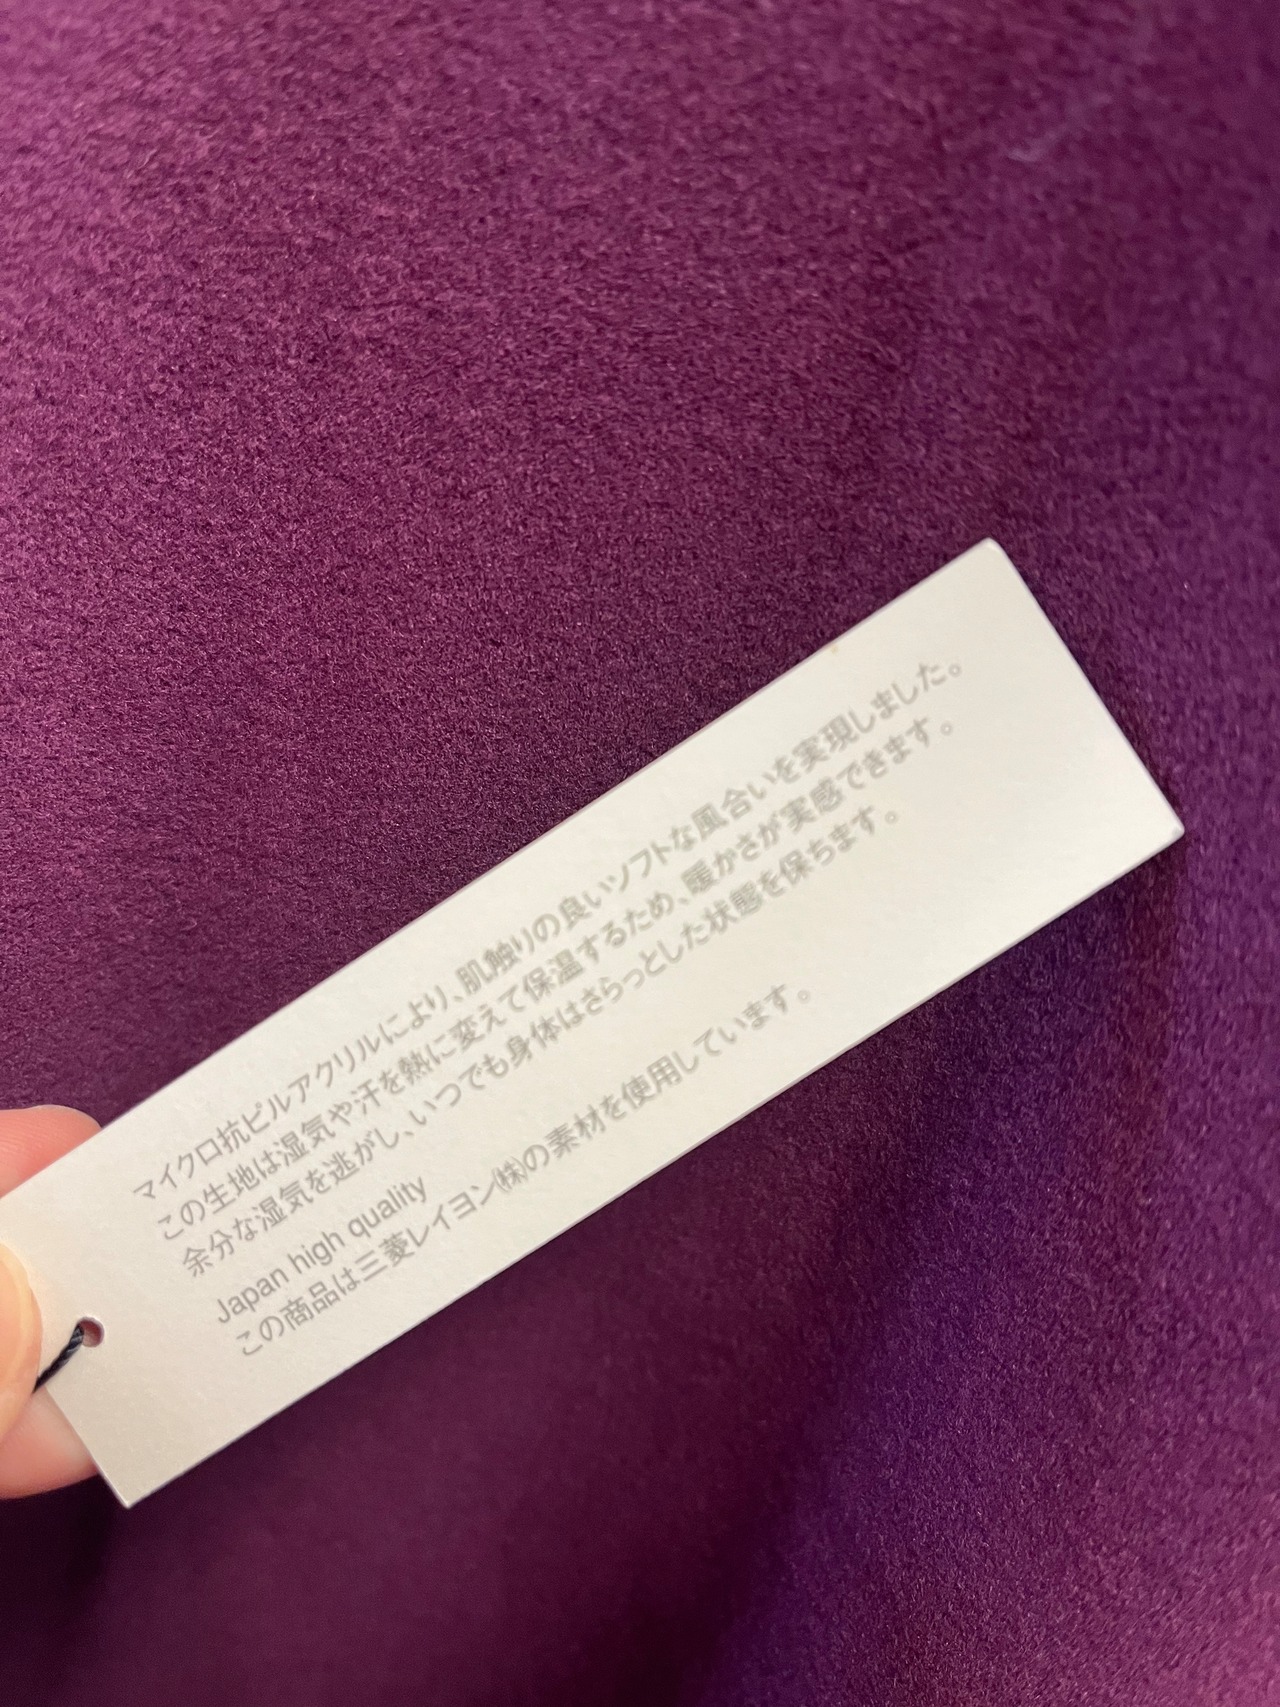 マイクロ抗ピルアクリルにより、肌触りの良いソフトな風合いを実現しました。
この生地は湿気や汗を熱に変えて保温するため、暖かさが実感できます。
余分な湿気を逃がし、いつでも身体はさらっとした状態を保ちます。
Japan high quality
この商品は三菱レイヨン㈱の素材を使用しています。